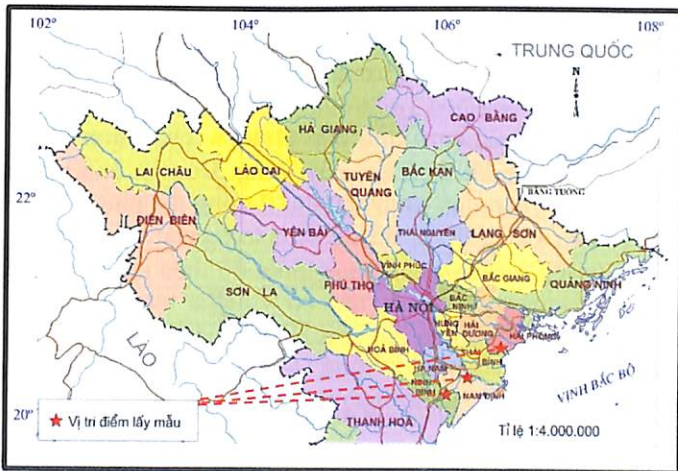 102° 104° 106° 108°
TRUNG QUỐC
N
HÀ GIANG
CAO BẰNG
LAI CHÂU
LÀO CAI
TUYÊN QUANG
BẮC KAN
22°
BẰNG TƯỜNG
ĐIỆN BIÊN
YÊN BÁI
THÁI NGUYÊN
LẠNG SƠN
VĨNH PHÚC
BẮC GIANG
QUẢNG NINH
SƠN LA
PHÚ THỌ
HÀ NỘI
BẮC NINH
HƯNG YÊN
HẢI DƯƠNG
HẢI PHÒNG
LÀO
HOÀ BÌNH
THÁI BÌNH
HÀ NAM
VỊNH BẮC BỘ
NINH BÌNH
NAM ĐỊNH
20°
Vị trí điểm lấy mẫu
THANH HOÁ
Tỉ lệ 1:4.000.000